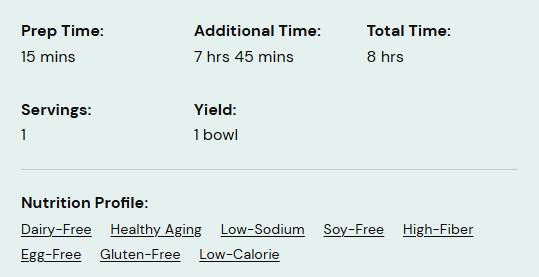 Prep Time: Additional Time: Total Time:
15 mins 7 hrs 45 mins 8 hrs
Servings: Yield:
1 1 bowl
Nutrition Profile:
Dairy-Free Healthy Aging Low-Sodium Soy-Free High-Fiber
Egg-Free Gluten-Free Low-Calorie